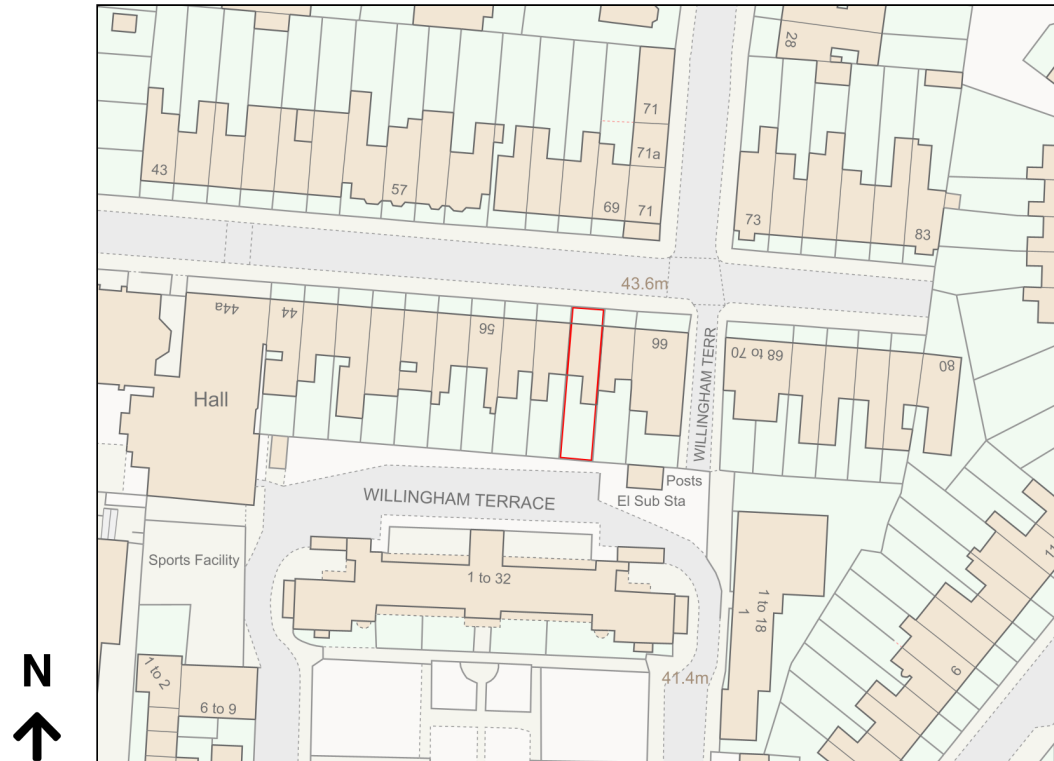 28
71
71a
43
57
69
71
73
83
43.6m
44a
44
56
66
68 to 70
80
WILLINGHAM TERR
Hall
Posts
El Sub Sta
WILLINGHAM TERRACE
Sports Facility
1 to 32
1 to 18
1
11
6
1 to 2
6 to 9
41.4m
N